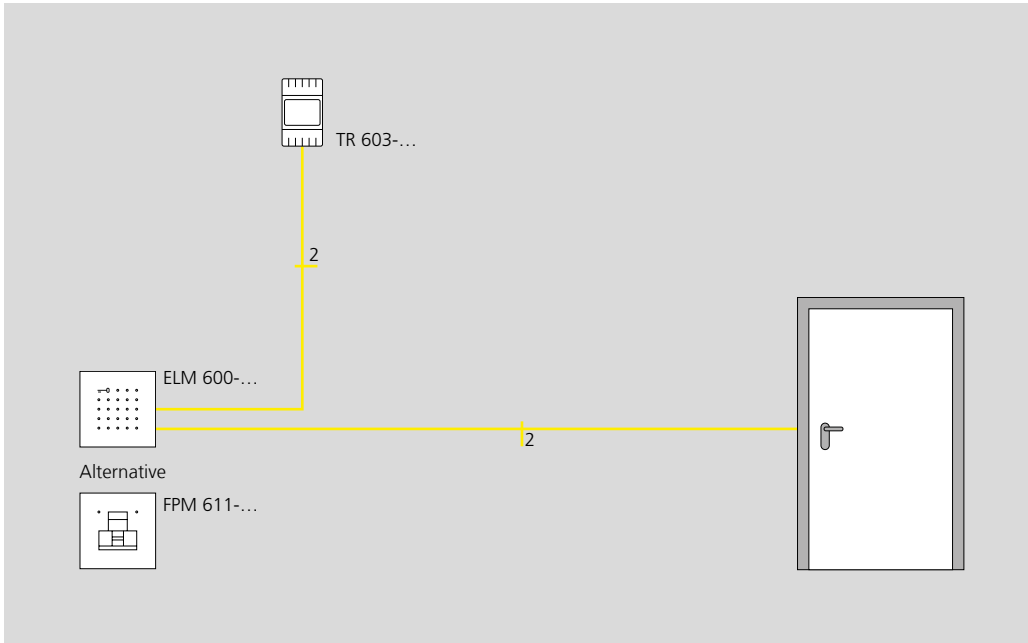 TR 603-…
2
ELM 600-…
2
Alternative
FPM 611-…